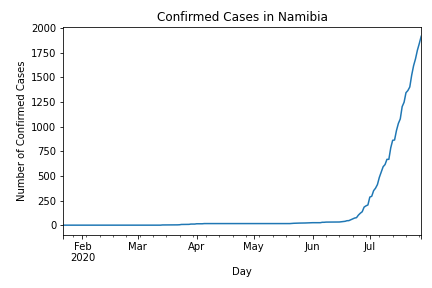 Confirmed Cases in Namibia
2000
1750
1500
1250
1000
750
500
250
0
Number of Confirmed Cases
Feb
2020
Mar
Apr
May
Jun
Jul
Day